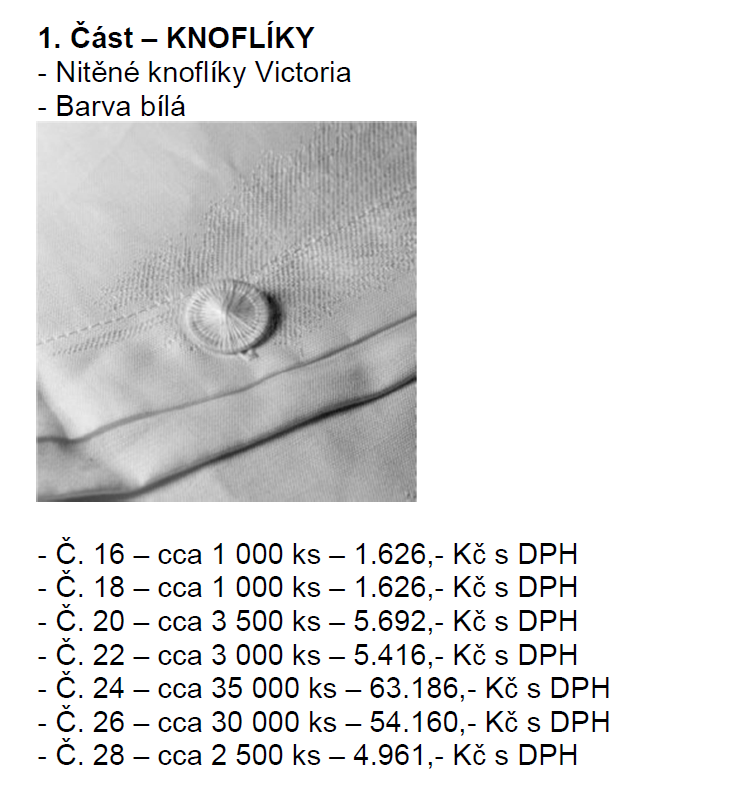 1. Část – KNOFLÍKY
- Nitěné knoflíky Victoria
- Barva bílá
- Č. 16 – cca 1 000 ks – 1.626,- Kč s DPH
- Č. 18 – cca 1 000 ks – 1.626,- Kč s DPH
- Č. 20 – cca 3 500 ks – 5.692,- Kč s DPH
- Č. 22 – cca 3 000 ks – 5.416,- Kč s DPH
- Č. 24 – cca 35 000 ks – 63.186,- Kč s DPH
- Č. 26 – cca 30 000 ks – 54.160,- Kč s DPH
- Č. 28 – cca 2 500 ks – 4.961,- Kč s DPH